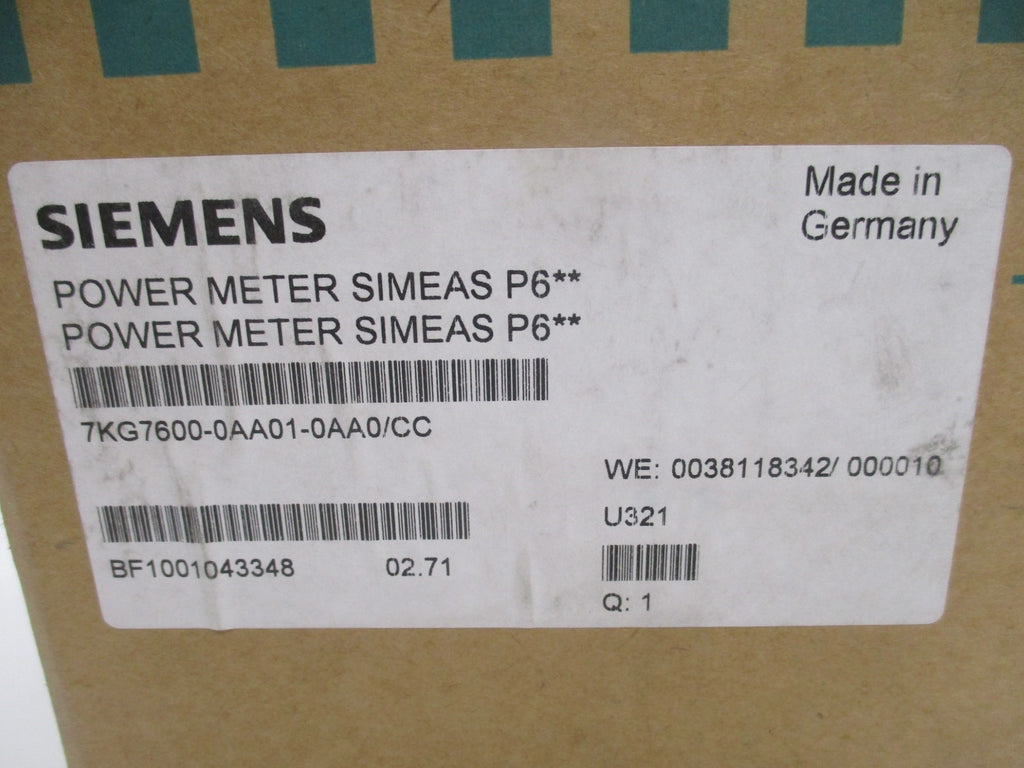 Made in
Germany
SIEMENS
POWER METER SIMEAS P6**
POWER METER SIMEAS P6**
7KG7600-0AA01-0AA0/CC
WE: 0038118342/ 000010
U321
BF1001043348 02.71
Q: 1